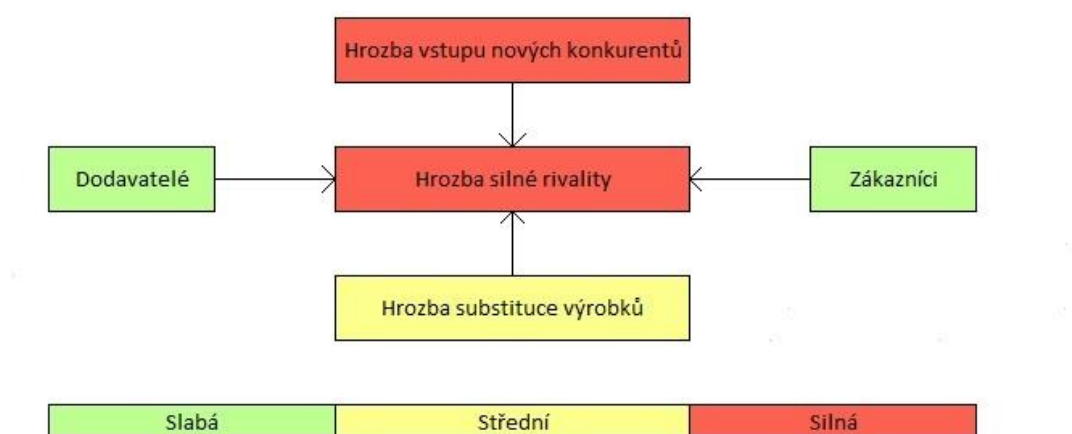 Hrozba vstupu nových konkurentů
Dodavatelé
Hrozba silné rivality
Zákazníci
Hrozba substituce výrobků
Slabá
Střední
Silná